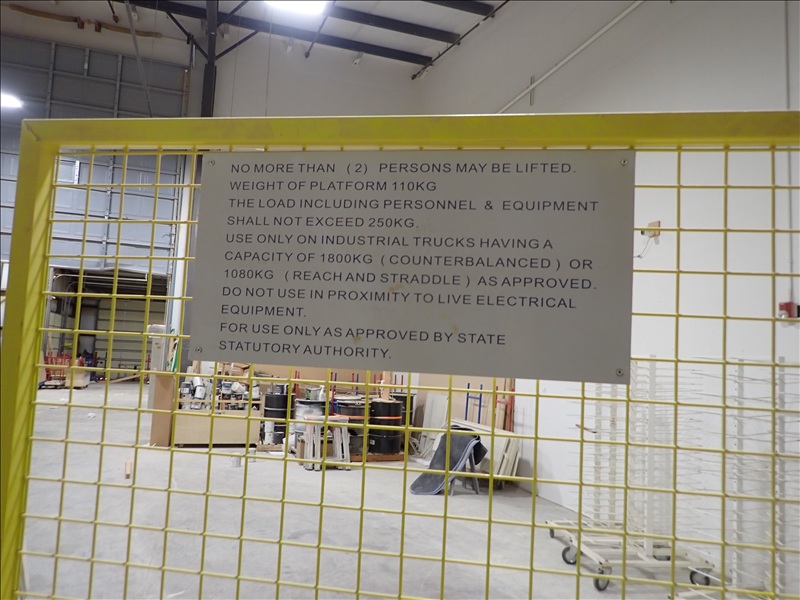 NO MORE THAN (2) PERSONS MAY BE LIFTED.
WEIGHT OF PLATFORM 110KG
THE LOAD INCLUDING PERSONNEL & EQUIPMENT
SHALL NOT EXCEED 250KG.
USE ONLY ON INDUSTRIAL TRUCKS HAVING A
CAPACITY OF 1800KG (COUNTERBALANCED) OR
1080KG (REACH AND STRADDLE) AS APPROVED.
DO NOT USE IN PROXIMITY TO LIVE ELECTRICAL
EQUIPMENT.
FOR USE ONLY AS APPROVED BY STATE
STATUTORY AUTHORITY.